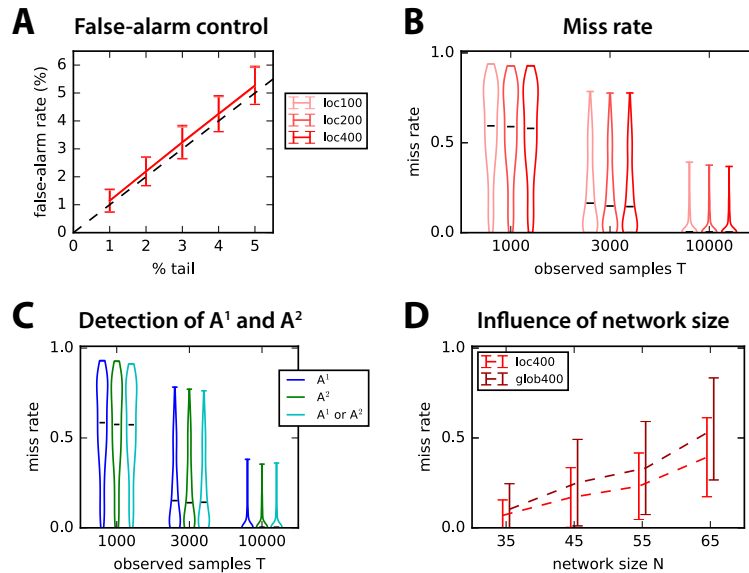 A False-alarm control
false-alarm rate (%)
6
5
4
3
2
1
0
0 1 2 3 4 5
% tail
loc100
loc200
loc400
B Miss rate
miss rate
1.0
0.5
0.0
1000 3000 10000
observed samples T
C Detection of A¹ and A²
miss rate
1.0
0.5
0.0
1000 3000 10000
observed samples T
A¹
A²
A¹ or A²
D Influence of network size
miss rate
1.0
0.5
0.0
35 45 55 65
network size N
loc400
glob400